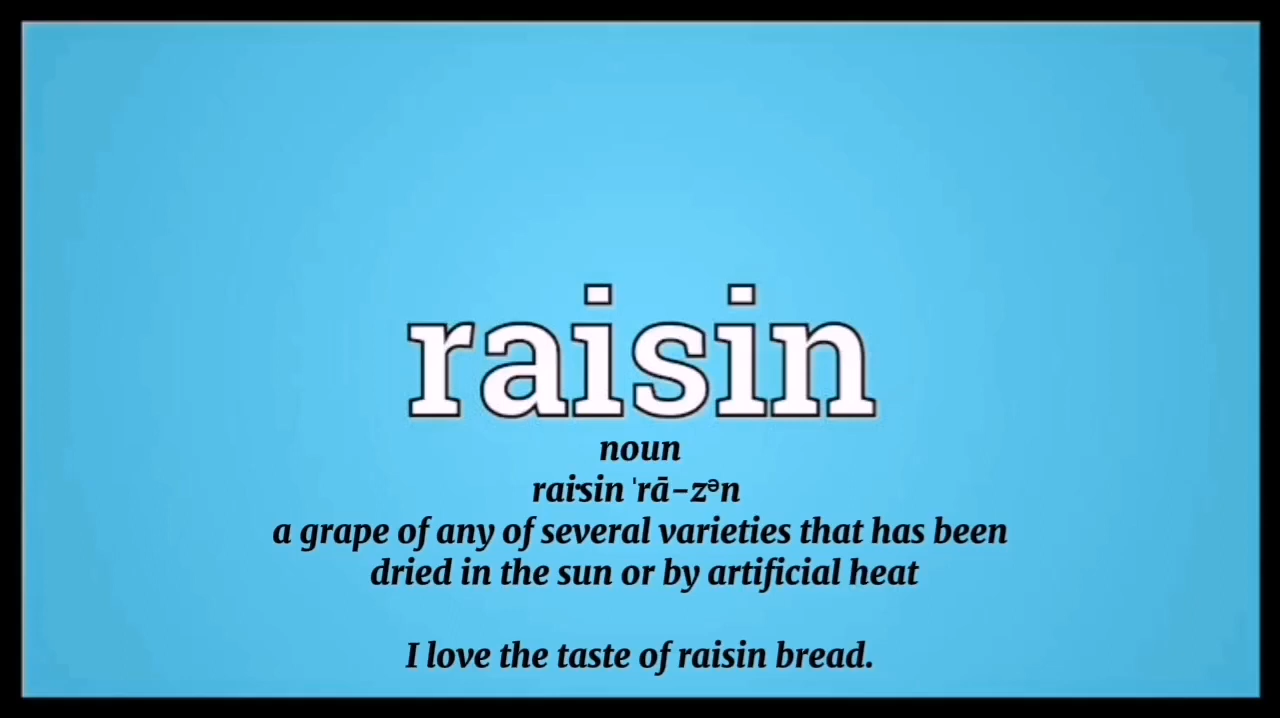 raisin
noun
rai·sin ˈrā-zᵊn
a grape of any of several varieties that has been
dried in the sun or by artificial heat
I love the taste of raisin bread.